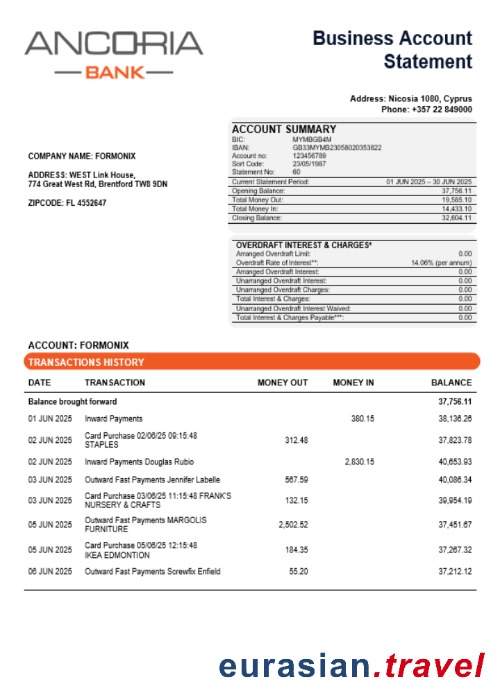 ANCORIA
BANK
Business Account
Statement
Address: Nicosia 1080, Cyprus
Phone: +357 22 849000
COMPANY NAME: FORMONIX
ADDRESS: WEST Link House,
774 Great West Rd, Brentford TW8 9DN
ZIPCODE: FL 4552647
ACCOUNT SUMMARY
BIC: MYMBGB4M
IBAN: GB33MYMB23058020353822
Account no: 123456789
Sort Code: 23/05/1987
Statement No: 60
Current Statement Period: 01 JUN 2025 – 30 JUN 2025
Opening Balance: 37,756.11
Total Money Out: 19,585.10
Total Money In: 14,433.10
Closing Balance: 32,604.11
OVERDRAFT INTEREST & CHARGES*
Arranged Overdraft Limit: 0.00
Overdraft Rate of Interest**: 14.06% (per annum)
Arranged Overdraft Interest: 0.00
Unarranged Overdraft Interest: 0.00
Unarranged Overdraft Charges: 0.00
Total Interest & Charges: 0.00
Unarranged Overdraft Interest Waived: 0.00
Total Interest & Charges Payable***: 0.00
ACCOUNT: FORMONIX
TRANSACTIONS HISTORY
DATE TRANSACTION MONEY OUT MONEY IN BALANCE
Balance brought forward 37,756.11
01 JUN 2025 Inward Payments 380.15 38,136.26
02 JUN 2025 Card Purchase 02/06/25 09:15:48
STAPLES 312.48 37,823.78
02 JUN 2025 Inward Payments Douglas Rubio 2,830.15 40,653.93
03 JUN 2025 Outward Fast Payments Jennifer Labelle 567.59 40,086.34
03 JUN 2025 Card Purchase 03/06/25 11:15:48 FRANK'S
NURSERY & CRAFTS 132.15 39,954.19
05 JUN 2025 Outward Fast Payments MARGOLIS
FURNITURE 2,502.52 37,451.67
05 JUN 2025 Card Purchase 05/06/25 12:15:48
IKEA EDMONTION 184.35 37,267.32
06 JUN 2025 Outward Fast Payments Screwfix Enfield 55.20 37,212.12
eurasian.travel